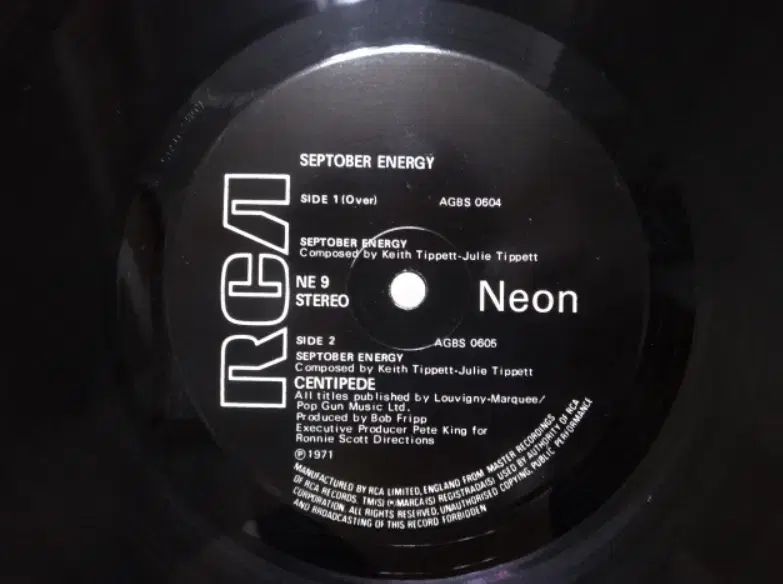 RCA
SEPTOBER ENERGY
SIDE 1 (Over) AGBS 0604
SEPTOBER ENERGY
Composed by Keith Tippett-Julie Tippett
NE 9
STEREO
Neon
SIDE 2 AGBS 0605
SEPTOBER ENERGY
Composed by Keith Tippett-Julie Tippett
CENTIPEDE
All titles published by Louvigny-Marquee/
Pop Gun Music Ltd.
Produced by Bob Fripp
Executive Producer Pete King for
Ronnie Scott Directions
℗ 1971
MANUFACTURED BY RCA LIMITED, ENGLAND FROM MASTER RECORDINGS
OF RCA RECORDS. TM(S) ® MARCA(S) REGISTRADA(S) USED BY AUTHORITY OF RCA
CORPORATION. ALL RIGHTS RESERVED. UNAUTHORISED COPYING, PUBLIC PERFORMANCE
AND BROADCASTING OF THIS RECORD FORBIDDEN